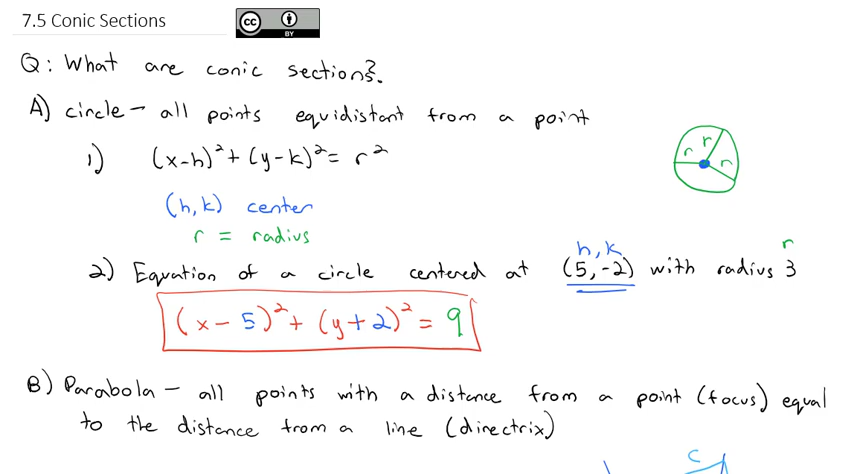 7.5 Conic Sections
cc BY
Q: What are conic sections?
A) circle – all points equidistant from a point
r r r
1) (x-h)² + (y-k)² = r²
(h,k) center
r = radius
h, k r
2) Equation of a circle centered at (5,-2) with radius 3
(x-5)² + (y+2)² = 9
B) Parabola – all points with a distance from a point (focus) equal
to the distance from a line (directrix)
C